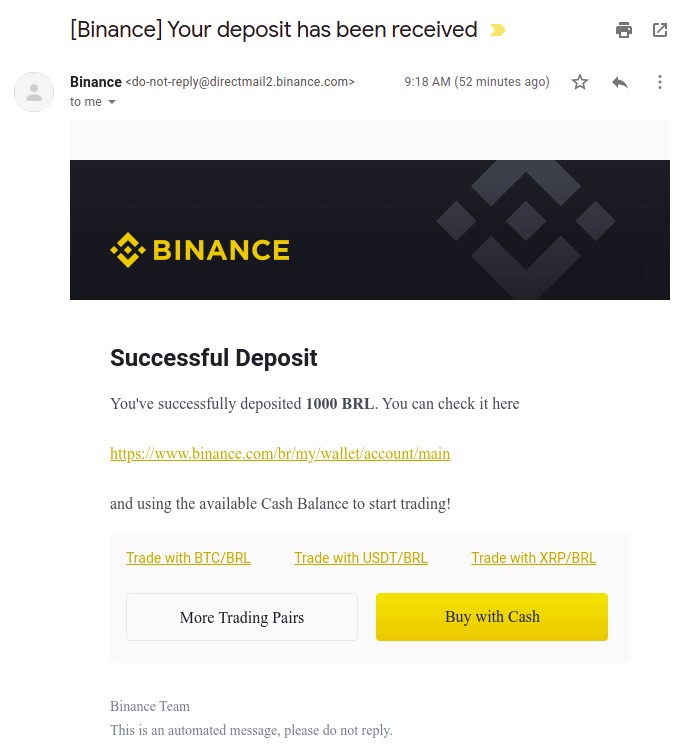 [Binance] Your deposit has been received
Binance <do-not-reply@directmail2.binance.com> 9:18 AM (52 minutes ago)
to me
BINANCE
Successful Deposit
You've successfully deposited 1000 BRL. You can check it here
https://www.binance.com/br/my/wallet/account/main
and using the available Cash Balance to start trading!
Trade with BTC/BRL Trade with USDT/BRL Trade with XRP/BRL
More Trading Pairs Buy with Cash
Binance Team
This is an automated message, please do not reply.